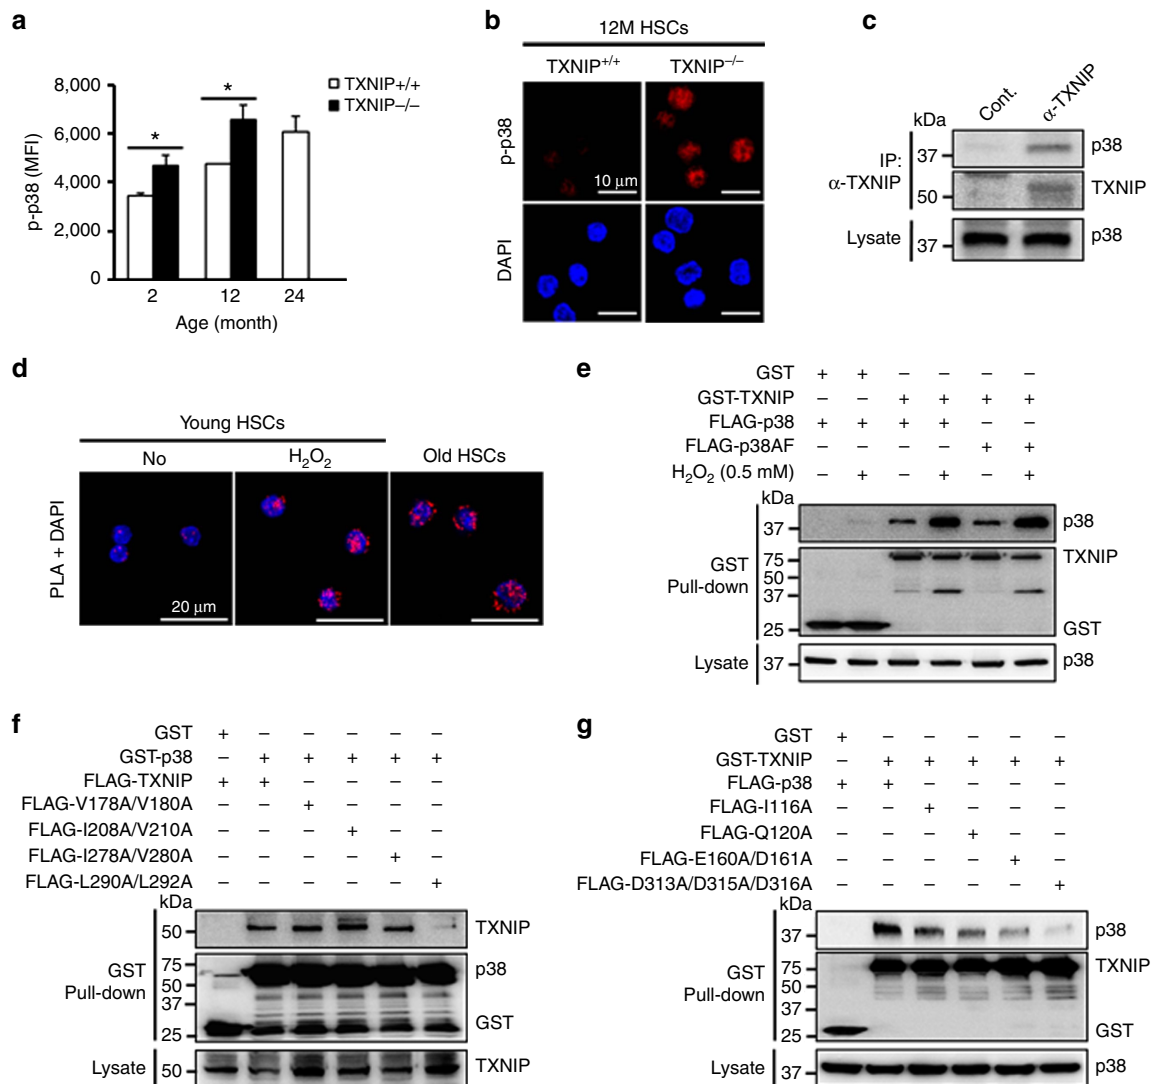 a
8,000
6,000
4,000
2,000
0
p-p38 (MFI)
2 12 24
Age (month)
TXNIP+/+
TXNIP−/−
*
*
b
12M HSCs
TXNIP+/+ TXNIP−/−
p-p38
10 μm
DAPI
c
Cont. α-TXNIP
kDa
IP:
α-TXNIP
37 p38
50 TXNIP
Lysate 37 p38
d
Young HSCs
No H2O2 Old HSCs
PLA + DAPI
20 μm
e
GST + + − − − −
GST-TXNIP − − + + + +
FLAG-p38 + + + + − −
FLAG-p38AF − − − − + +
H2O2 (0.5 mM) − + − + − +
kDa
37 p38
GST
Pull-down
75 TXNIP
50
37
25 GST
Lysate 37 p38
f
GST + − − − − −
GST-p38 − + + + + +
FLAG-TXNIP + + − − − −
FLAG-V178A/V180A − − + − − −
FLAG-I208A/V210A − − − + − −
FLAG-I278A/V280A − − − − + −
FLAG-L290A/L292A − − − − − +
kDa
50 TXNIP
GST
Pull-down
75 p38
50
37
25 GST
Lysate 50 TXNIP
g
GST + − − − − −
GST-TXNIP − + + + + +
FLAG-p38 + + − − − −
FLAG-I116A − − + − − −
FLAG-Q120A − − − + − −
FLAG-E160A/D161A − − − − + −
FLAG-D313A/D315A/D316A − − − − − +
kDa
37 p38
GST
Pull-down
75 TXNIP
50
37
25 GST
Lysate 37 p38